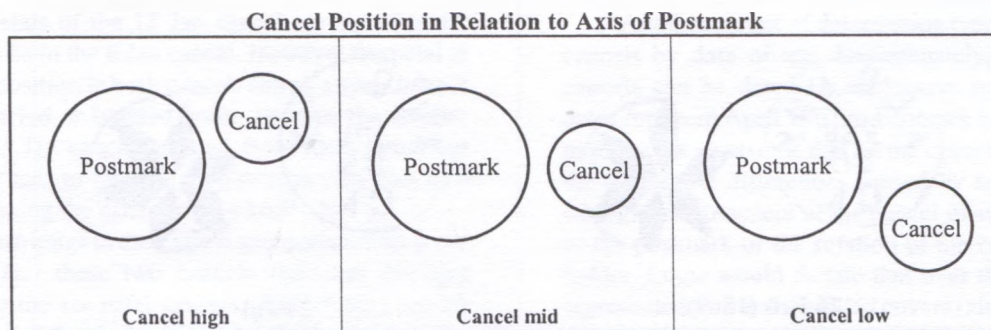 Cancel Position in Relation to Axis of Postmark
Postmark
Cancel
Cancel high
Postmark
Cancel
Cancel mid
Postmark
Cancel
Cancel low